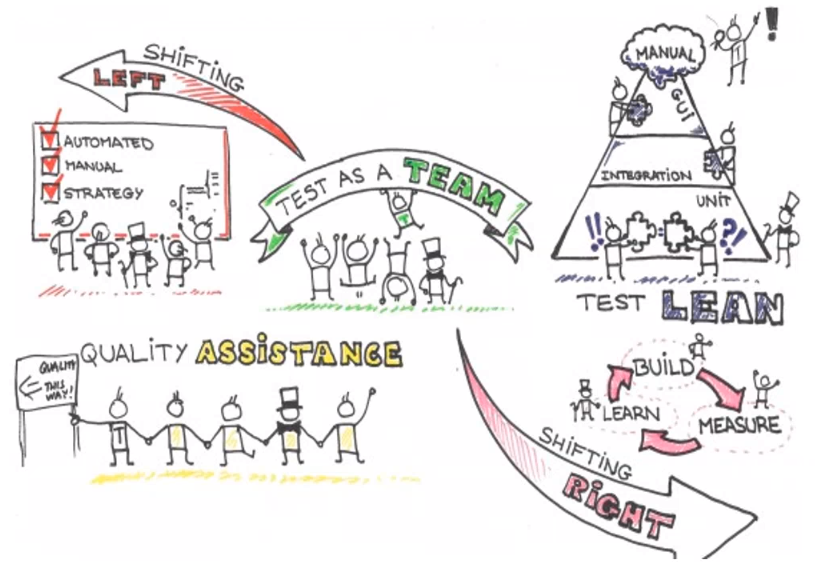 SHIFTING
LEFT
AUTOMATED
MANUAL
STRATEGY
TEST AS A TEAM
T
MANUAL
T
!
GUI
INTEGRATION
UNIT
!!
=
?!
TEST LEAN
QUALITY ASSISTANCE
QUALITY
THIS
WAY!
T
BUILD
MEASURE
LEARN
SHIFTING
RIGHT